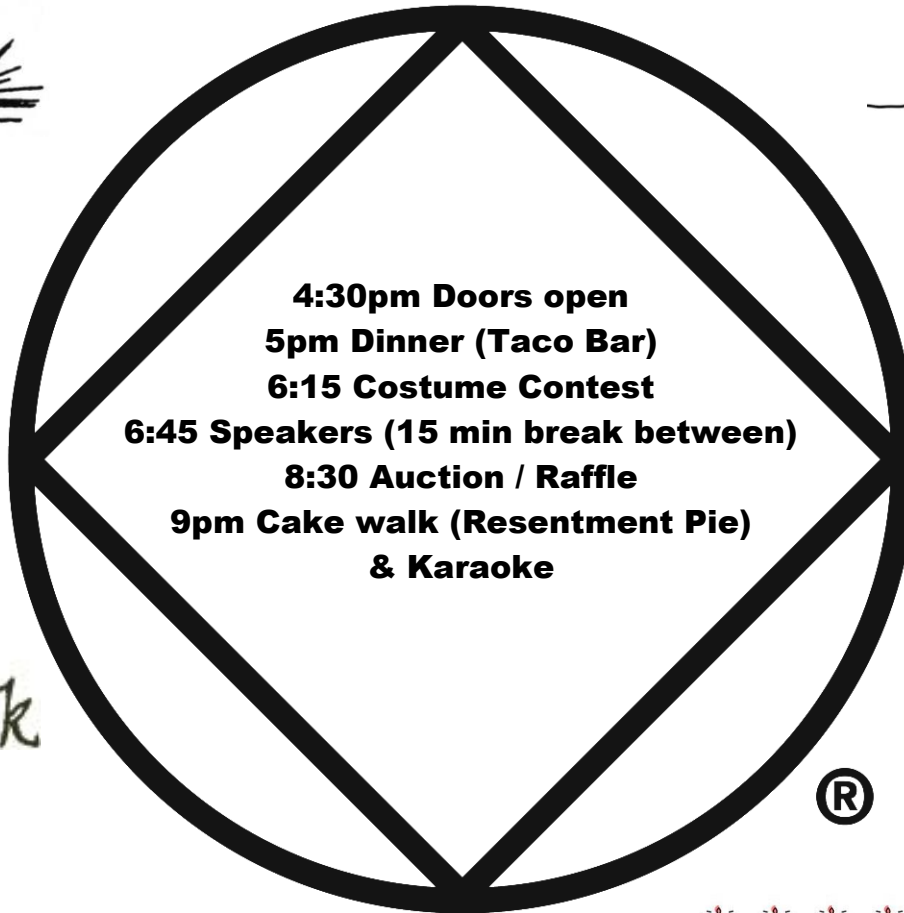 4:30pm Doors open
5pm Dinner (Taco Bar)
6:15 Costume Contest
6:45 Speakers (15 min break between)
8:30 Auction / Raffle
9pm Cake walk (Resentment Pie)
& Karaoke
k
®